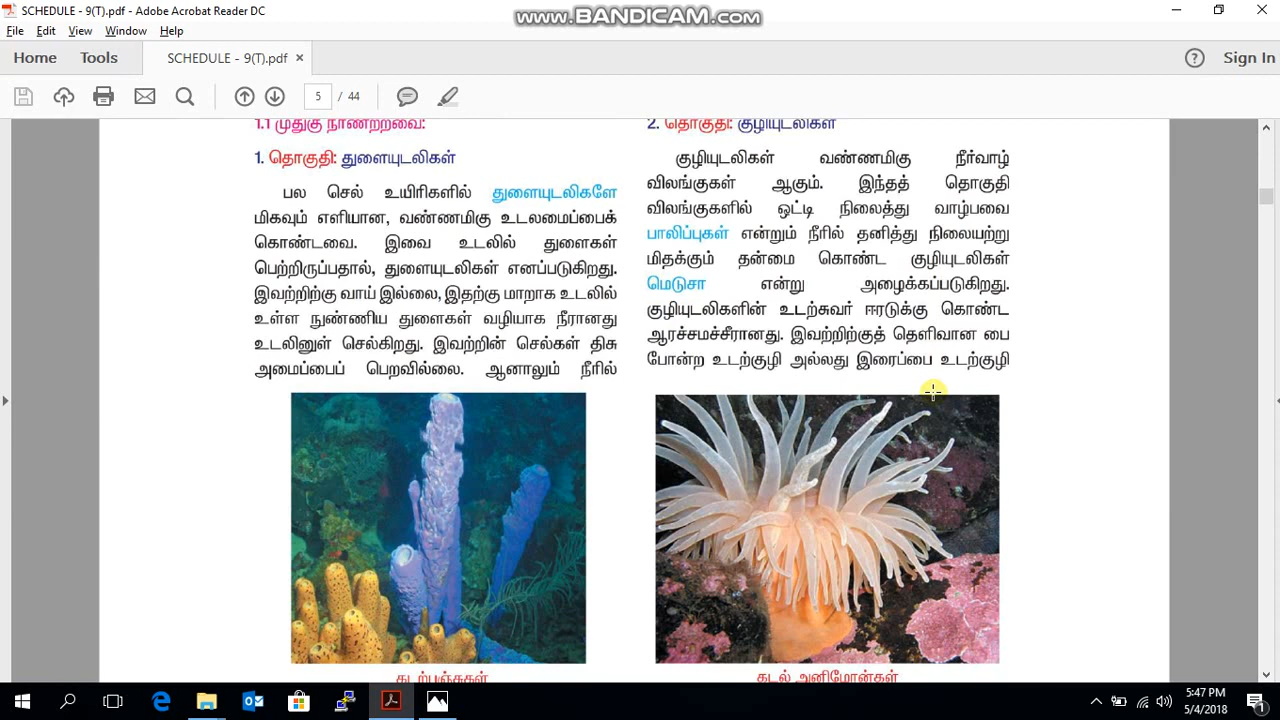 SCHEDULE - 9(T).pdf - Adobe Acrobat Reader DC
www.BANDICAM.com
File Edit View Window Help
Home Tools SCHEDULE - 9(T).pdf × Sign In
5 / 44
1.1 முதுகு நாணற்றவை:
1. தொகுதி: துளையுடலிகள்
பல செல் உயிரிகளில் துளையுடலிகளே
மிகவும் எளியான, வண்ணமிகு உடலமைப்பைக்
கொண்டவை. இவை உடலில் துளைகள்
பெற்றிருப்பதால், துளையுடலிகள் எனப்படுகிறது.
இவற்றிற்கு வாய் இல்லை, இதற்கு மாறாக உடலில்
உள்ள நுண்ணிய துளைகள் வழியாக நீரானது
உடலினுள் செல்கிறது. இவற்றின் செல்கள் திசு
அமைப்பைப் பெறவில்லை. ஆனாலும் நீரில்
கடற்பஞ்சுகள்
2. தொகுதி: குழியுடலிகள்
குழியுடலிகள் வண்ணமிகு நீர்வாழ்
விலங்குகள் ஆகும். இந்தத் தொகுதி
விலங்குகளில் ஒட்டி நிலைத்து வாழ்பவை
பாலிப்புகள் என்றும் நீரில் தனித்து நிலையற்று
மிதக்கும் தன்மை கொண்ட குழியுடலிகள்
மெடுசா என்று அழைக்கப்படுகிறது.
குழியுடலிகளின் உடற்சுவர் ஈரடுக்கு கொண்ட
ஆரச்சமச்சீரானது. இவற்றிற்குத் தெளிவான பை
போன்ற உடற்குழி அல்லது இரைப்பை உடற்குழி
கடல் அனிமோன்கள்
5:47 PM
5/4/2018